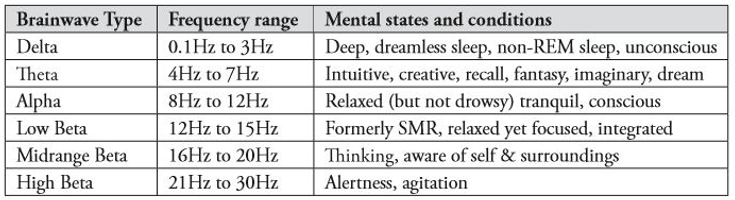 Brainwave Type Frequency range Mental states and conditions
Delta 0.1Hz to 3Hz Deep, dreamless sleep, non-REM sleep, unconscious
Theta 4Hz to 7Hz Intuitive, creative, recall, fantasy, imaginary, dream
Alpha 8Hz to 12Hz Relaxed (but not drowsy) tranquil, conscious
Low Beta 12Hz to 15Hz Formerly SMR, relaxed yet focused, integrated
Midrange Beta 16Hz to 20Hz Thinking, aware of self & surroundings
High Beta 21Hz to 30Hz Alertness, agitation